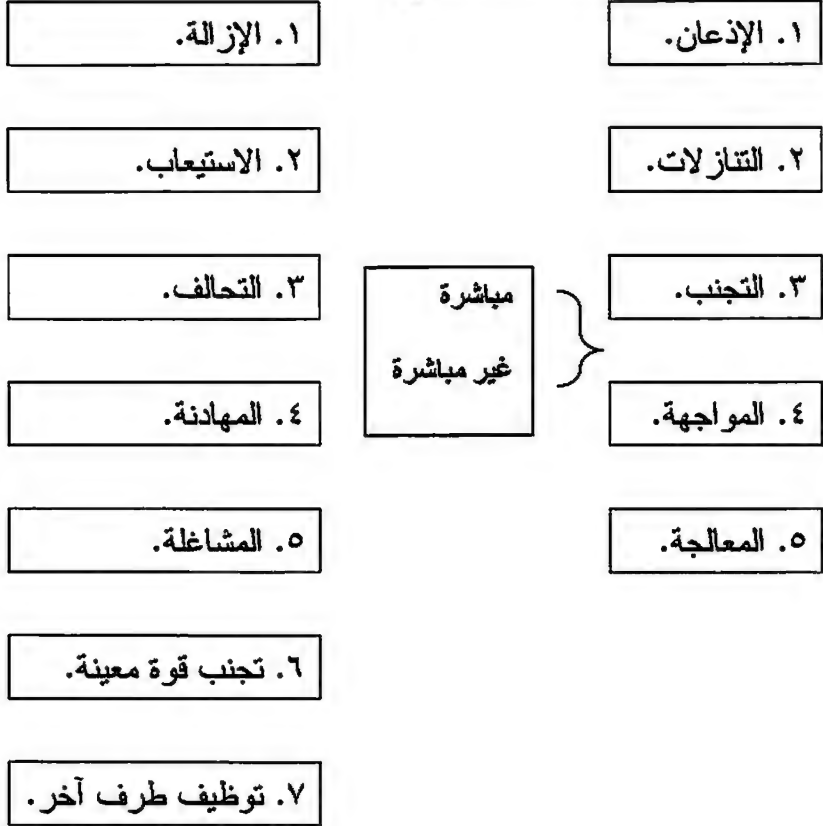 ١. الإذعان.
٢. التنازلات.
٣. التجنب.
٤. المواجهة.
٥. المعالجة.
مباشرة
غير مباشرة
١. الإزالة.
٢. الاستيعاب.
٣. التحالف.
٤. المهادنة.
٥. المشاغلة.
٦. تجنب قوة معينة.
٧. توظيف طرف آخر.